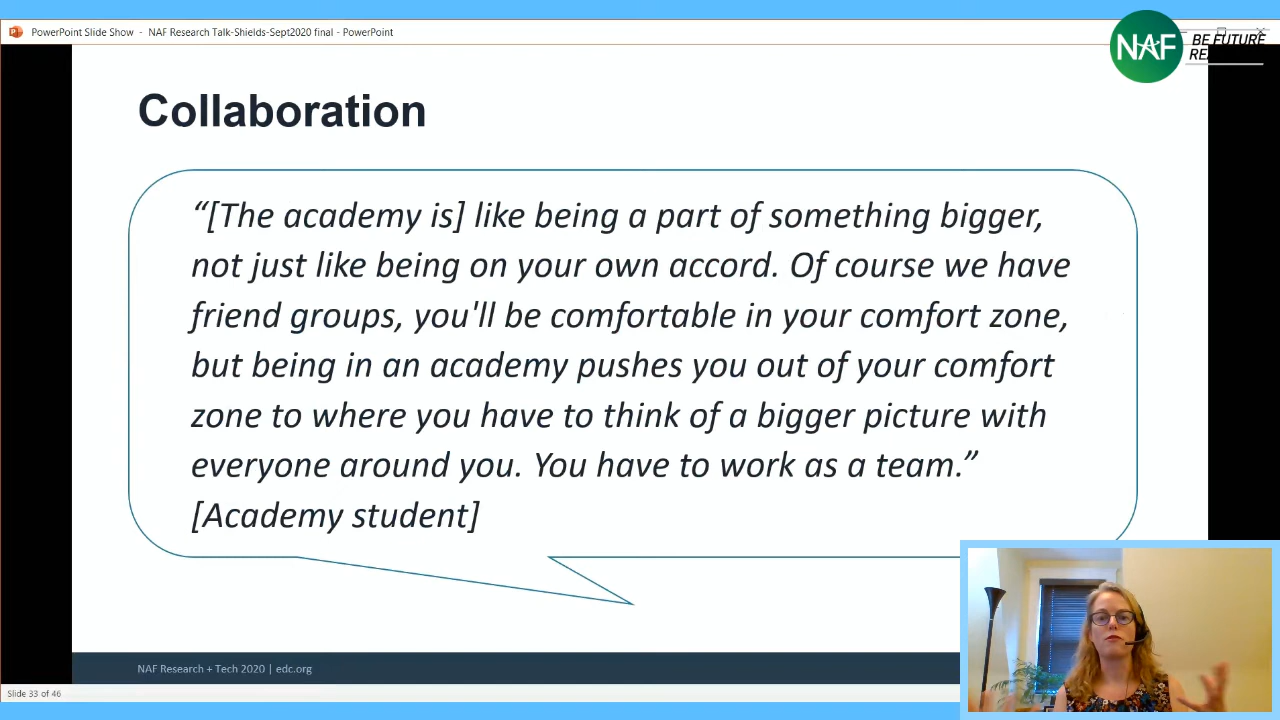 PowerPoint Slide Show - NAF Research Talk-Shields-Sept2020 final - PowerPoint
NAF
BE FUTURE
RE
Collaboration
“[The academy is] like being a part of something bigger,
not just like being on your own accord. Of course we have
friend groups, you'll be comfortable in your comfort zone,
but being in an academy pushes you out of your comfort
zone to where you have to think of a bigger picture with
everyone around you. You have to work as a team.”
[Academy student]
NAF Research + Tech 2020 | edc.org
Slide 33 of 46